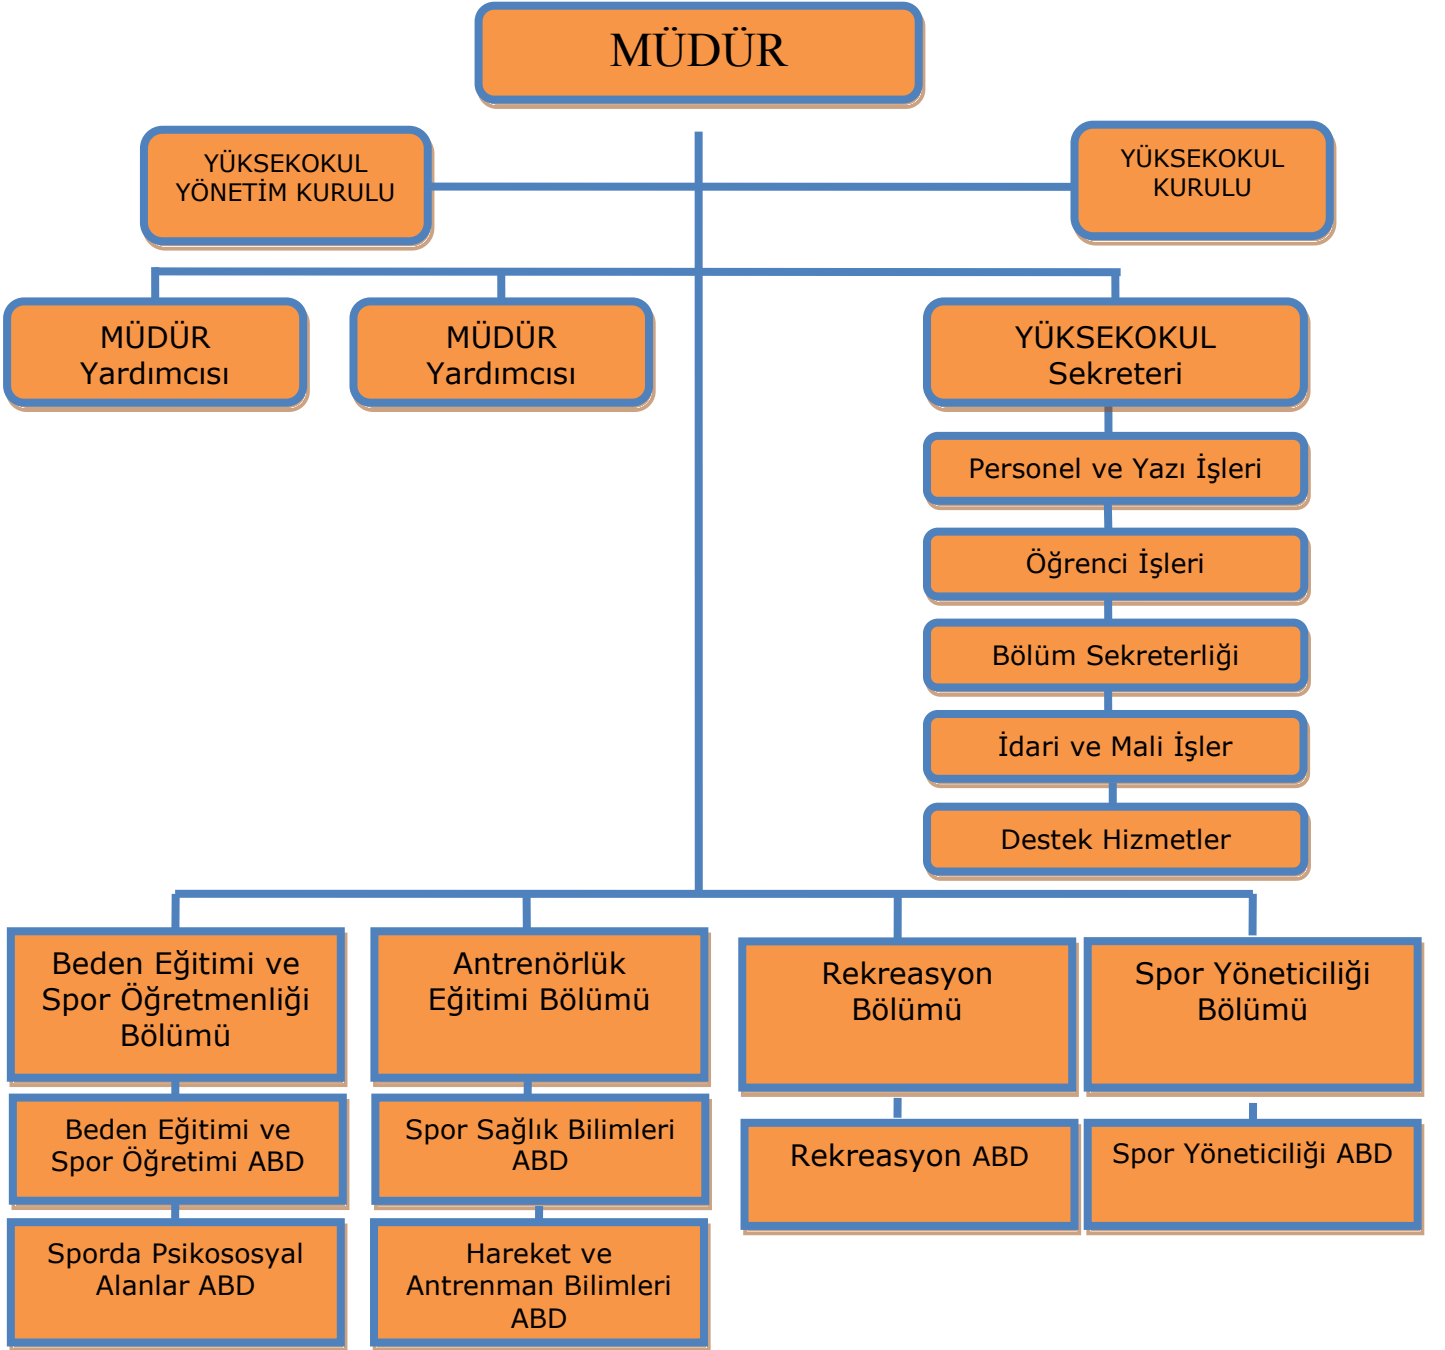 MÜDÜR
YÜKSEKOKUL
YÖNETİM KURULU
YÜKSEKOKUL
KURULU
MÜDÜR
Yardımcısı
MÜDÜR
Yardımcısı
YÜKSEKOKUL
Sekreteri
Personel ve Yazı İşleri
Öğrenci İşleri
Bölüm Sekreterliği
İdari ve Mali İşler
Destek Hizmetler
Beden Eğitimi ve
Spor Öğretmenliği
Bölümü
Antrenörlük
Eğitimi Bölümü
Rekreasyon
Bölümü
Spor Yöneticiliği
Bölümü
Beden Eğitimi ve
Spor Öğretimi ABD
Spor Sağlık Bilimleri
ABD
Rekreasyon ABD
Spor Yöneticiliği ABD
Sporda Psikososyal
Alanlar ABD
Hareket ve
Antrenman Bilimleri
ABD